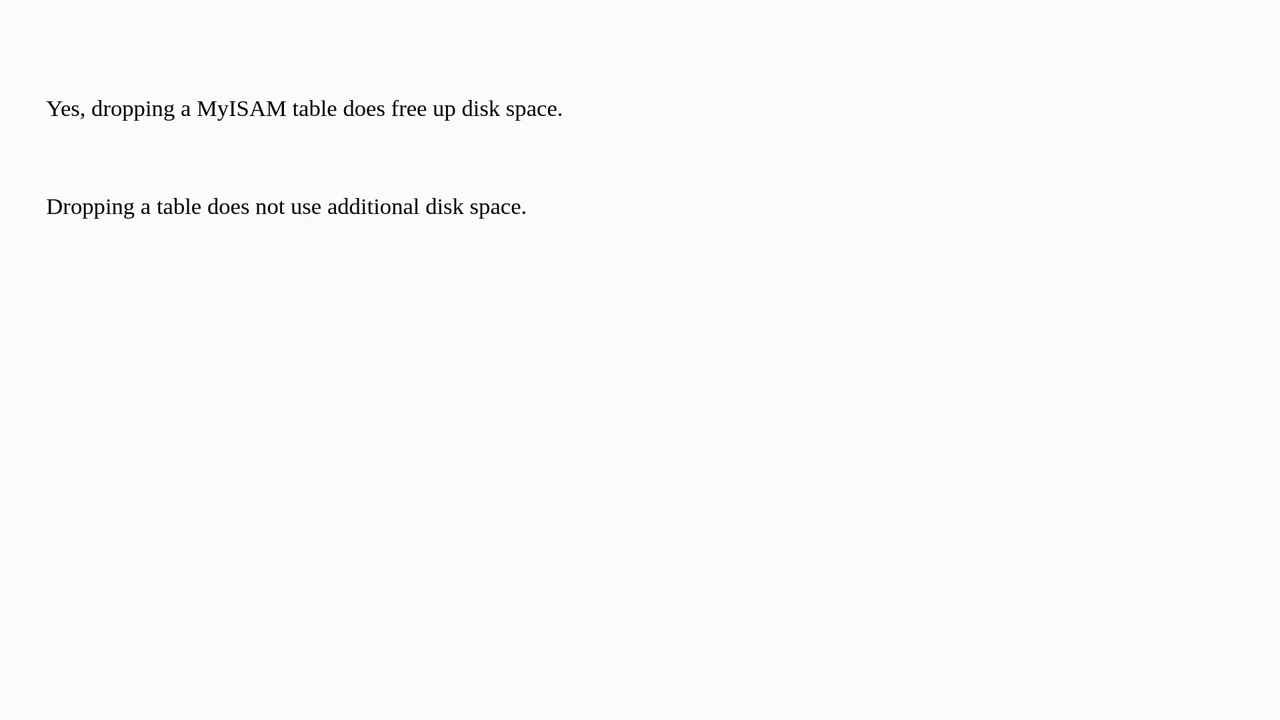 Yes, dropping a MyISAM table does free up disk space.
Dropping a table does not use additional disk space.